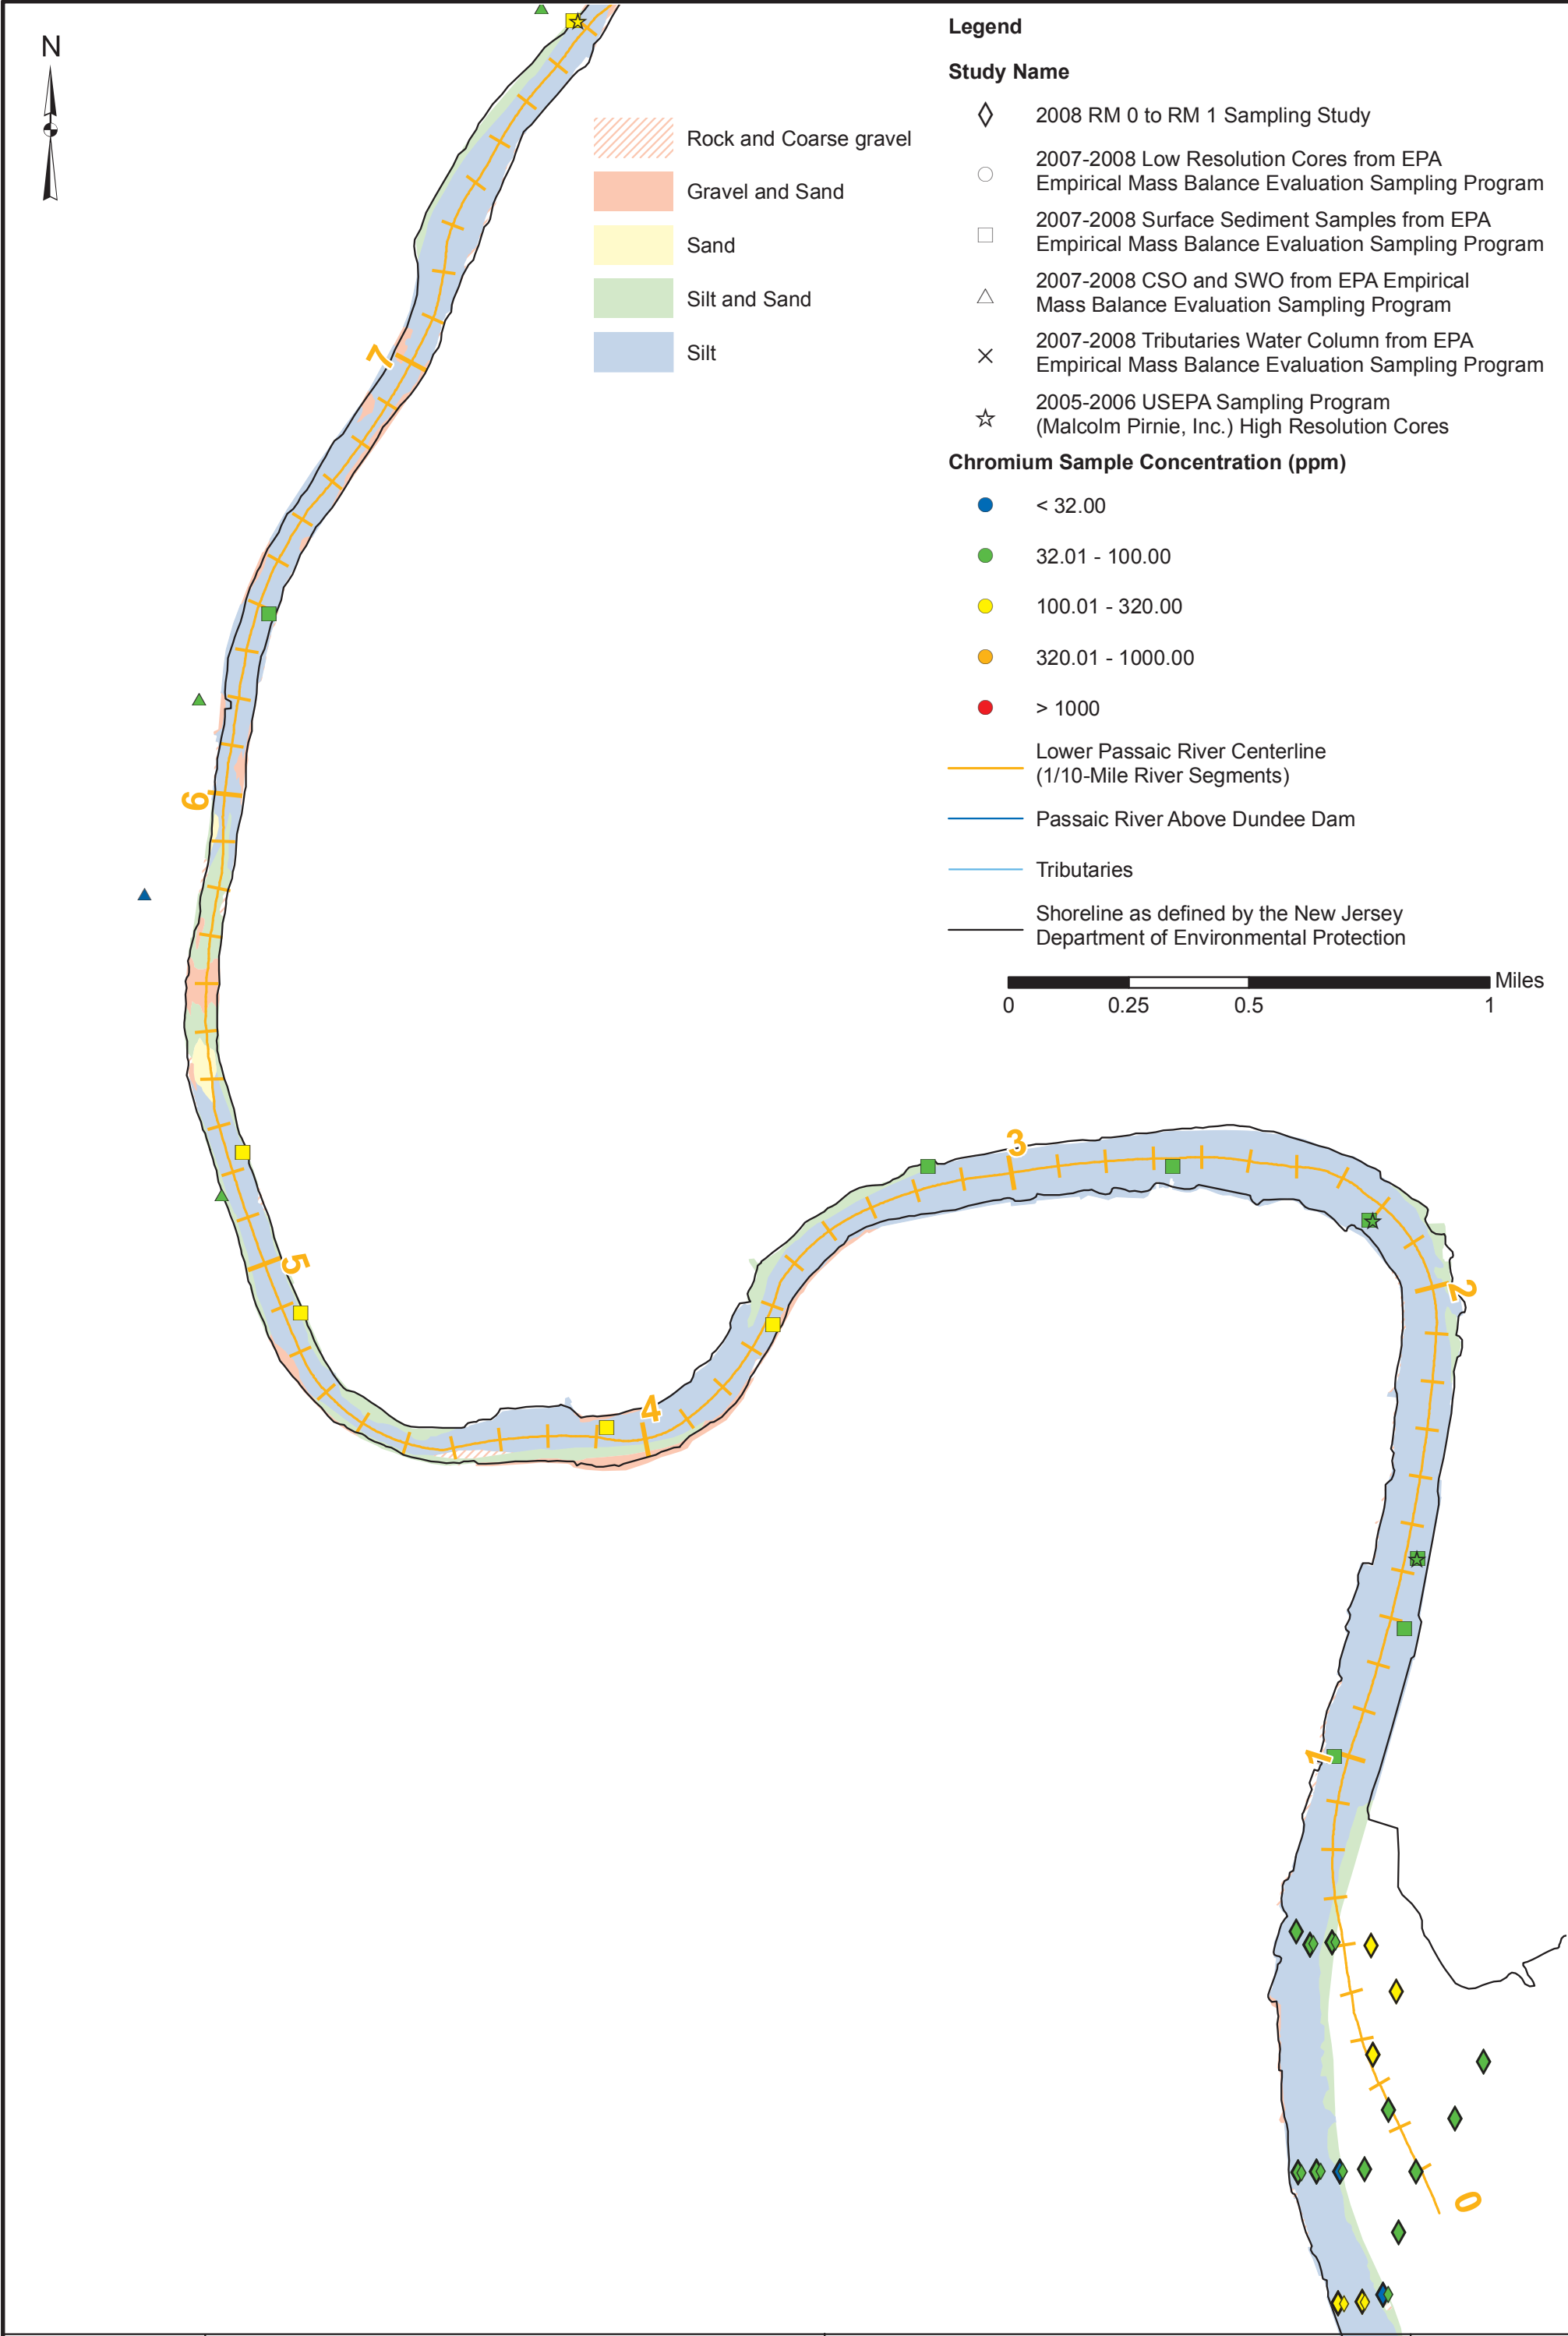 N
Legend
Study Name
2008 RM 0 to RM 1 Sampling Study
2007-2008 Low Resolution Cores from EPA
Empirical Mass Balance Evaluation Sampling Program
2007-2008 Surface Sediment Samples from EPA
Empirical Mass Balance Evaluation Sampling Program
2007-2008 CSO and SWO from EPA Empirical
Mass Balance Evaluation Sampling Program
2007-2008 Tributaries Water Column from EPA
Empirical Mass Balance Evaluation Sampling Program
2005-2006 USEPA Sampling Program
(Malcolm Pirnie, Inc.) High Resolution Cores
Chromium Sample Concentration (ppm)
< 32.00
32.01 - 100.00
100.01 - 320.00
320.01 - 1000.00
> 1000
Lower Passaic River Centerline
(1/10-Mile River Segments)
Passaic River Above Dundee Dam
Tributaries
Shoreline as defined by the New Jersey
Department of Environmental Protection
Miles
0 0.25 0.5 1
Rock and Coarse gravel
Gravel and Sand
Sand
Silt and Sand
Silt
7
6
5
4
3
2
1
0